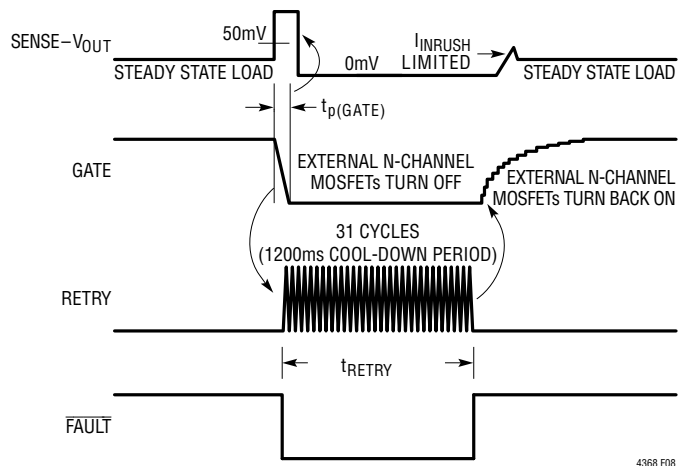 SENSE–VOUT
50mV
IINRUSH
LIMITED
STEADY STATE LOAD
0mV
STEADY STATE LOAD
tp(GATE)
GATE
EXTERNAL N-CHANNEL
MOSFETs TURN OFF
EXTERNAL N-CHANNEL
MOSFETs TURN BACK ON
31 CYCLES
(1200ms COOL-DOWN PERIOD)
RETRY
tRETRY
FAULT
4368 F08